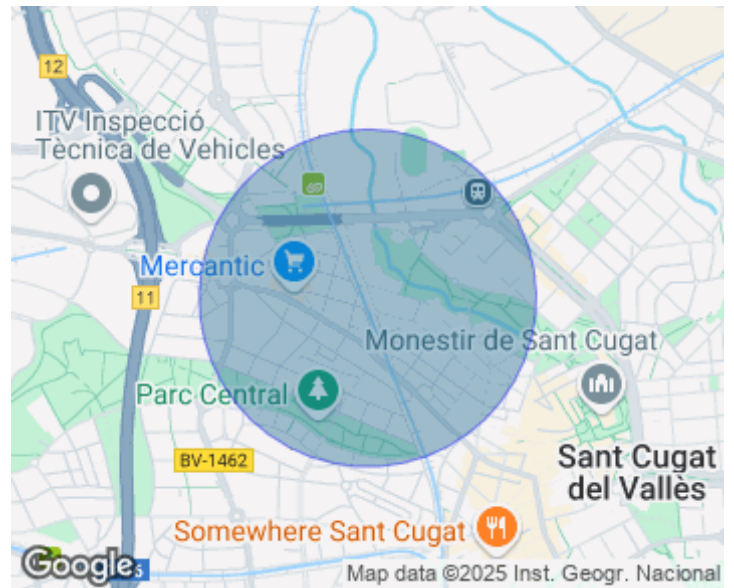 12
ITV Inspecció
Tècnica de Vehicles
Mercantic
11
Monestir de Sant Cugat
Parc Central
BV-1462
Sant Cugat
del Vallès
Somewhere Sant Cugat
Google
Map data ©2025 Inst. Geogr. Nacional